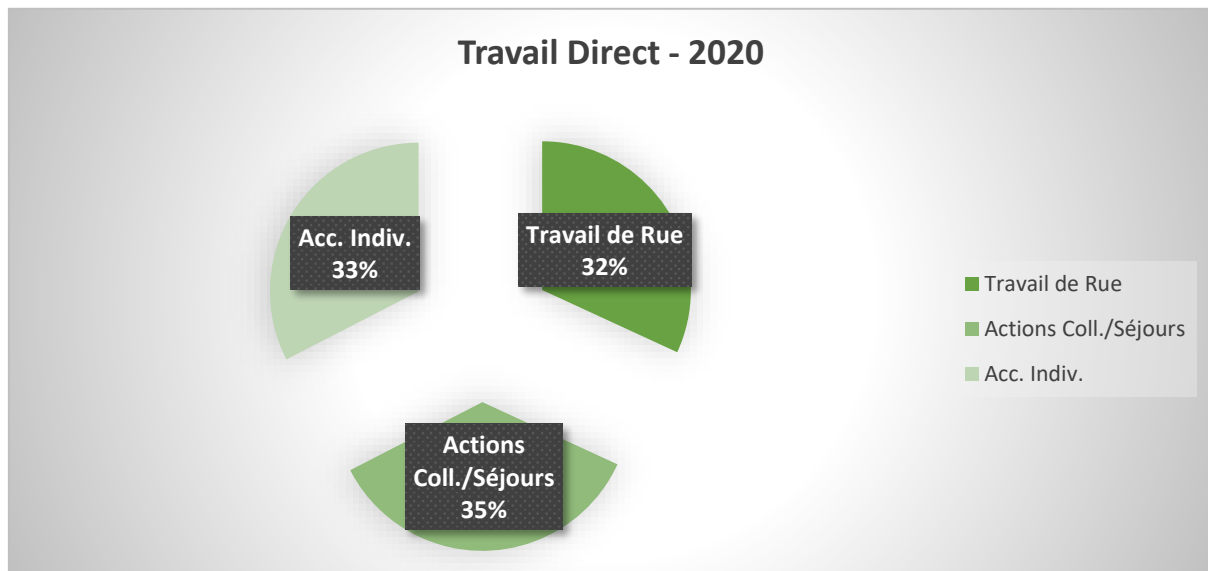 Travail Direct - 2020
Acc. Indiv.
33%
Travail de Rue
32%
Actions
Coll./Séjours
35%
Travail de Rue
Actions Coll./Séjours
Acc. Indiv.